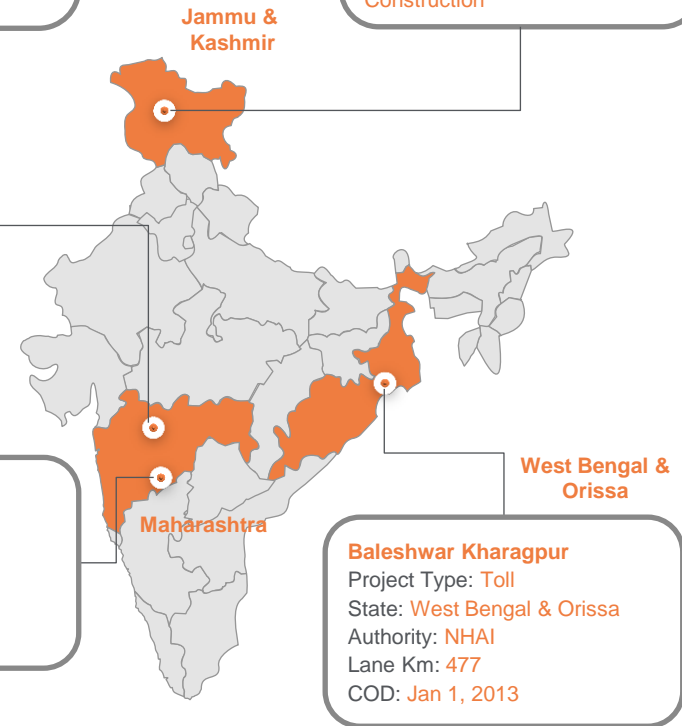 Construction
Jammu &
Kashmir
West Bengal &
Orissa
Maharashtra
Baleshwar Kharagpur
Project Type: Toll
State: West Bengal & Orissa
Authority: NHAI
Lane Km: 477
COD: Jan 1, 2013